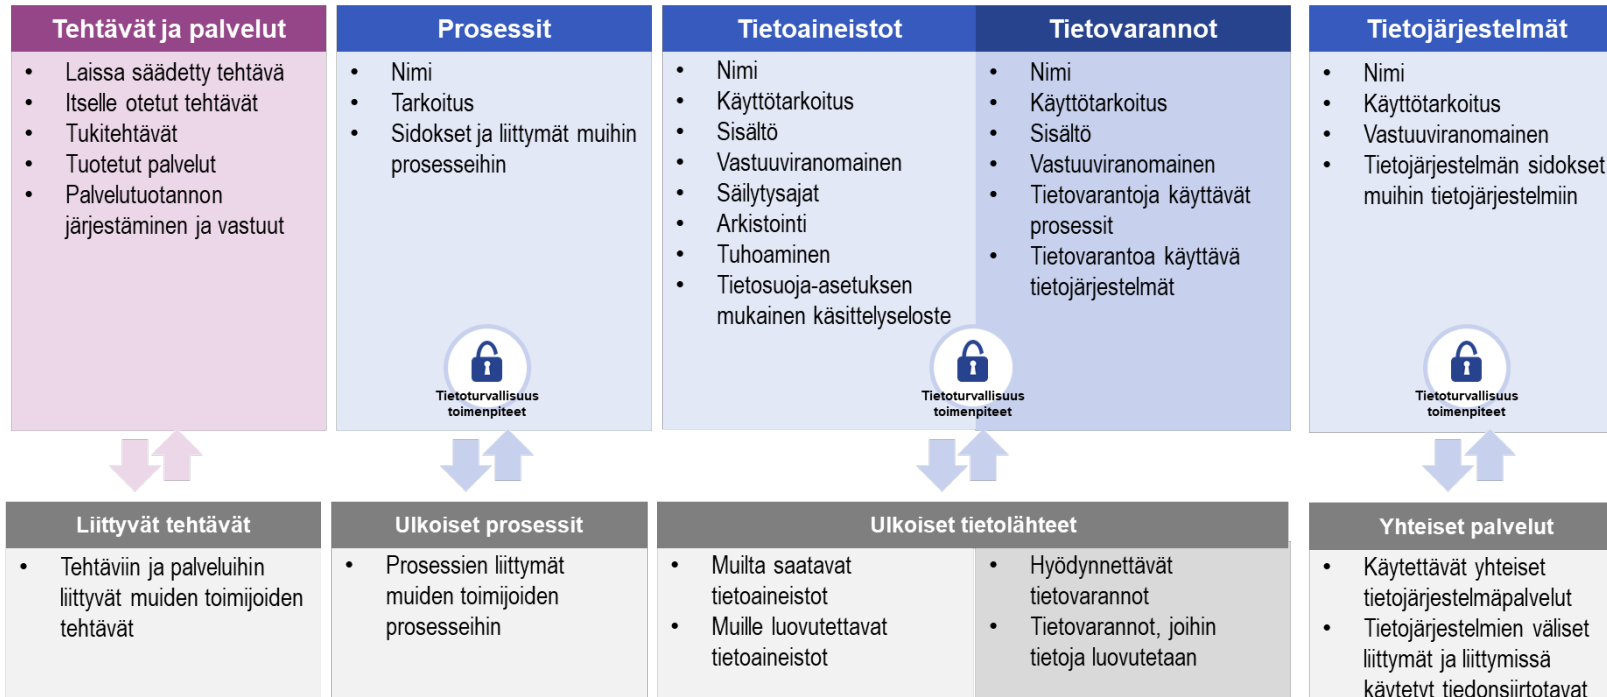 Tehtävät ja palvelut
• Laissa säädetty tehtävä
• Itselle otetut tehtävät
• Tukitehtävät
• Tuotetut palvelut
• Palvelutuotannon
järjestäminen ja vastuut
Prosessit
• Nimi
• Tarkoitus
• Sidokset ja liittymät muihin
prosesseihin
Tietoturvallisuus
toimenpiteet
Tietoaineistot
• Nimi
• Käyttötarkoitus
• Sisältö
• Vastuuviranomainen
• Säilytysajat
• Arkistointi
• Tuhoaminen
• Tietosuoja-asetuksen
mukainen käsittelyseloste
Tietovarannot
• Nimi
• Käyttötarkoitus
• Sisältö
• Vastuuviranomainen
• Tietovarantoja käyttävät
prosessit
• Tietovarantoa käyttävä
tietojärjestelmät
Tietoturvallisuus
toimenpiteet
Tietojärjestelmät
• Nimi
• Käyttötarkoitus
• Vastuuviranomainen
• Tietojärjestelmän sidokset
muihin tietojärjestelmiin
Tietoturvallisuus
toimenpiteet
Liittyvät tehtävät
• Tehtäviin ja palveluihin
liittyvät muiden toimijoiden
tehtävät
Ulkoiset prosessit
• Prosessien liittymät
muiden toimijoiden
prosesseihin
Ulkoiset tietolähteet
• Muilta saatavat
tietoaineistot
• Muille luovutettavat
tietoaineistot
• Hyödynnettävät
tietovarannot
• Tietovarannot, joihin
tietoja luovutetaan
Yhteiset palvelut
• Käytettävät yhteiset
tietojärjestelmäpalvelut
• Tietojärjestelmien väliset
liittymät ja liittymissä
käytetyt tiedonsiirtotavat